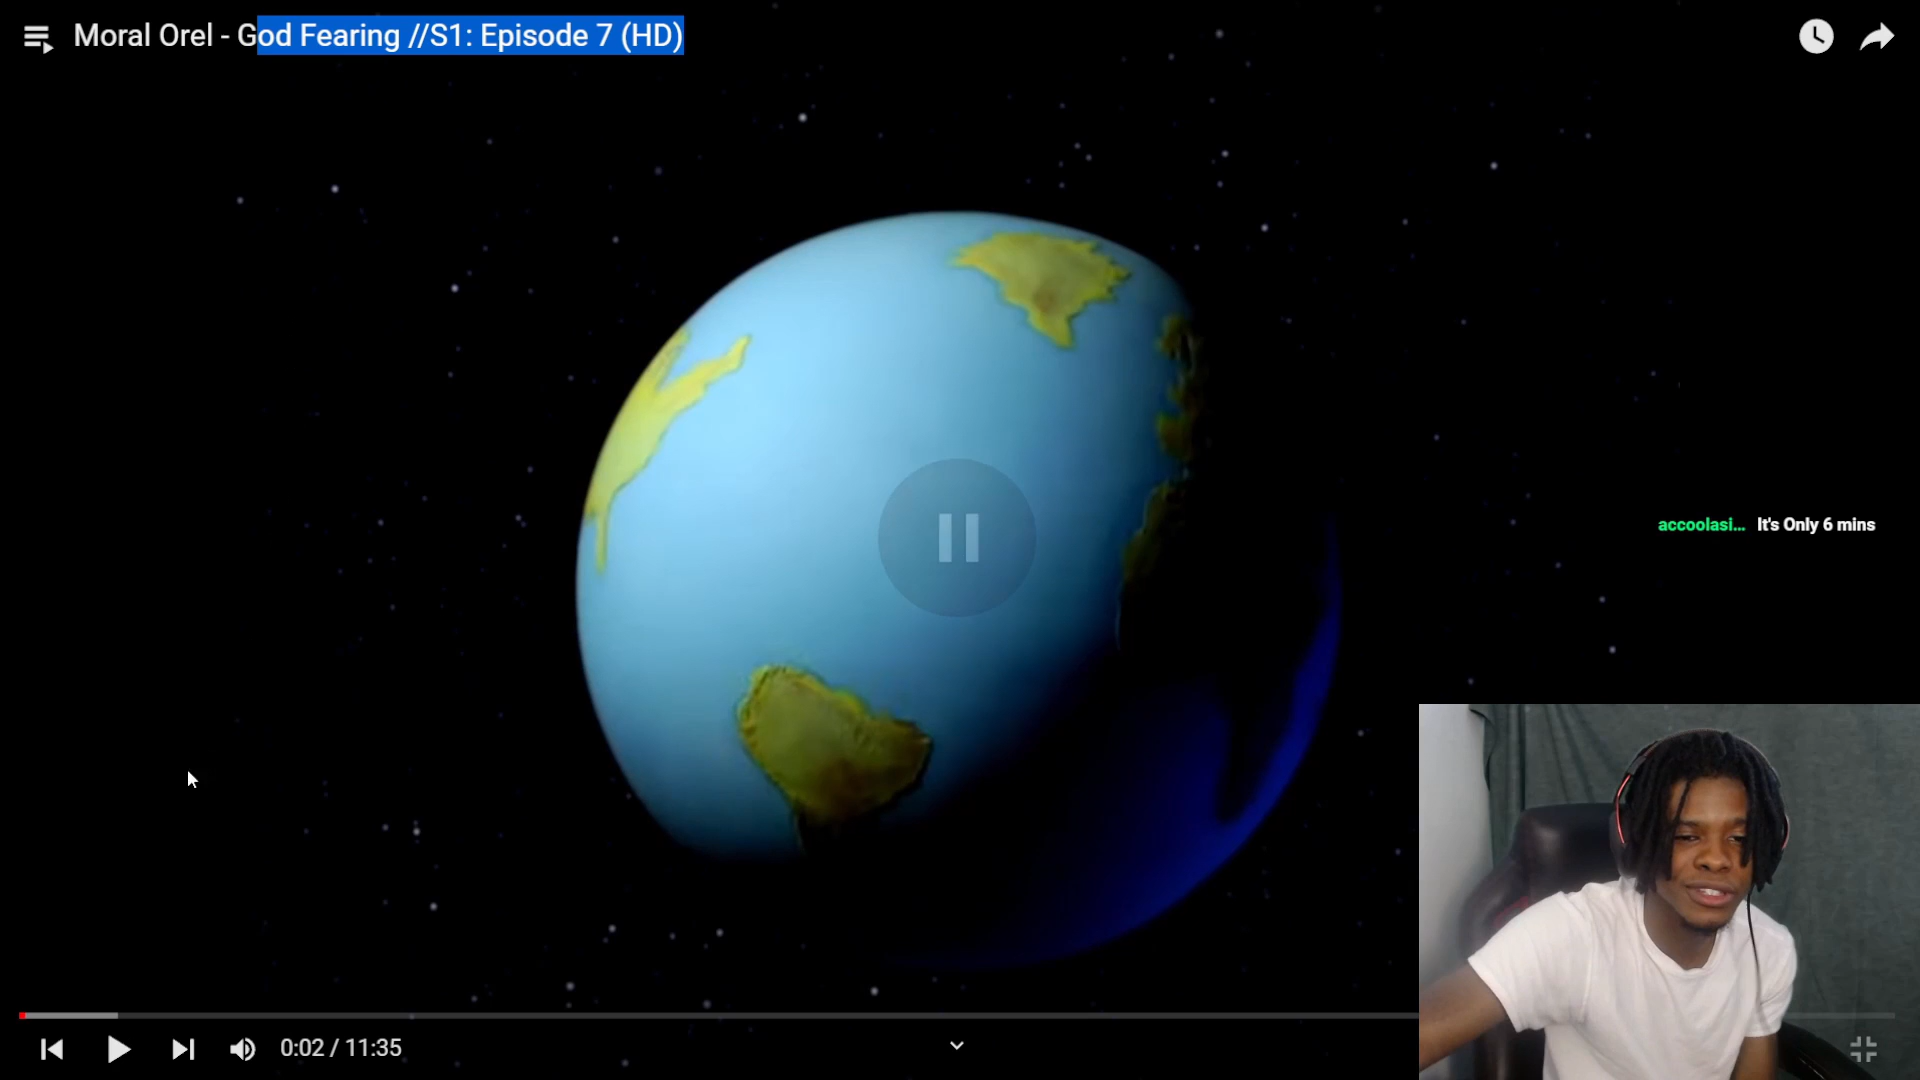 Moral Orel - God Fearing //S1: Episode 7 (HD)
accoolasi... It's Only 6 mins
0:02 / 11:35